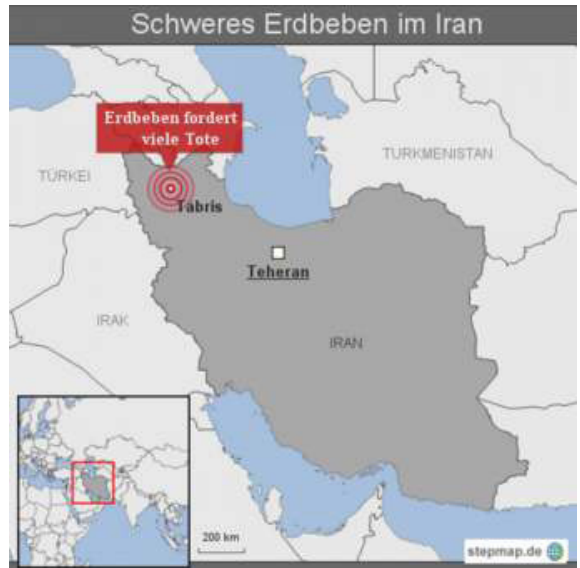 Schweres Erdbeben im Iran
Erdbeben fordert
viele Tote
TÜRKEI
TURKMENISTAN
Täbris
Teheran
IRAK
IRAN
200 km
stepmap.de